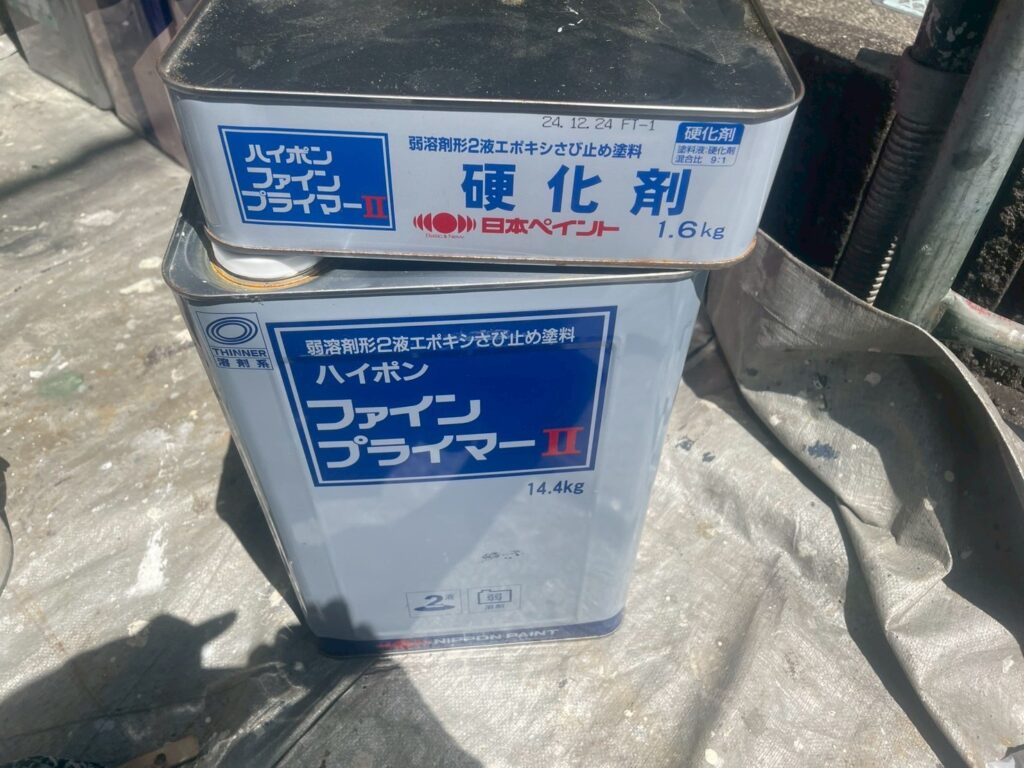 24.12.24 FT-1
ハイポン
ファイン
プライマーII
弱溶剤形2液エポキシさび止め塗料
硬化剤
塗料液:硬化剤
混合比 9:1
硬化剤
Basic & New
日本ペイント
1.6kg
THINNER
溶剤系
弱溶剤形2液エポキシさび止め塗料
ハイポン
ファイン
プライマーII
14.4kg
2液
弱
溶剤
NIPPON PAINT